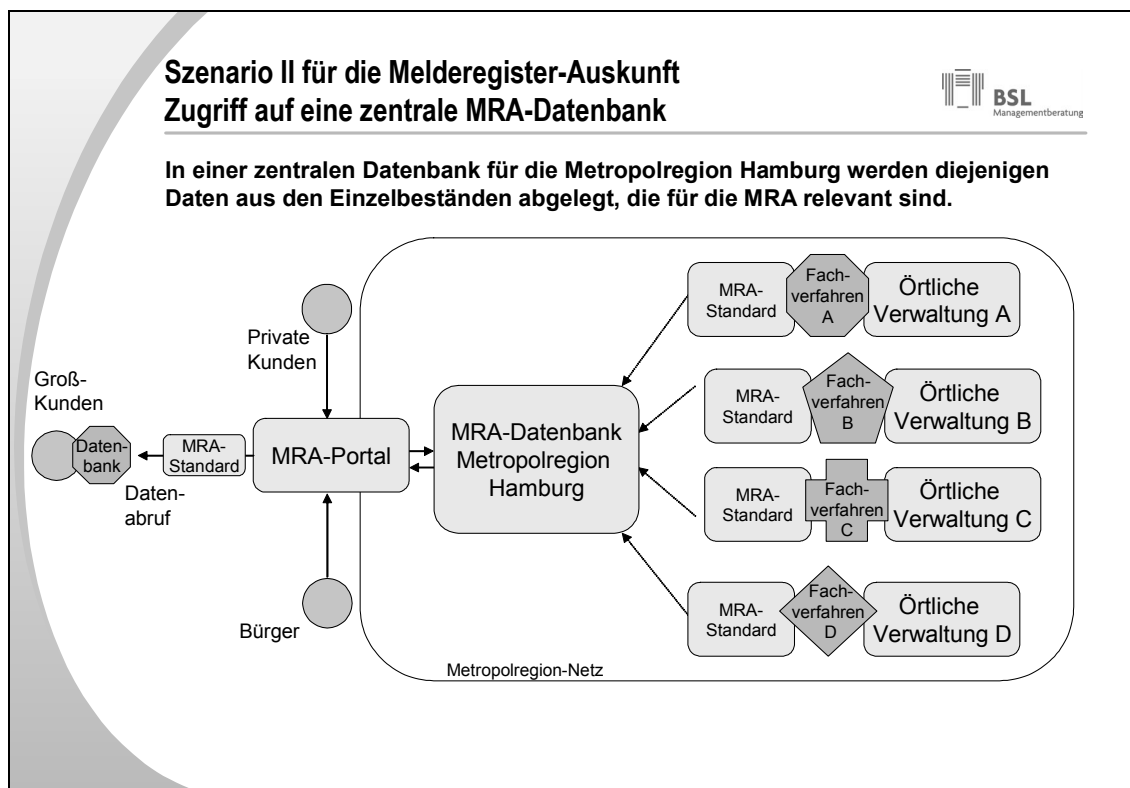 Szenario II für die Melderegister-Auskunft
Zugriff auf eine zentrale MRA-Datenbank
BSL
Managementberatung
In einer zentralen Datenbank für die Metropolregion Hamburg werden diejenigen
Daten aus den Einzelbeständen abgelegt, die für die MRA relevant sind.
Groß-
Kunden
Daten-
bank
MRA-
Standard
Daten-
abruf
Private
Kunden
MRA-Portal
Bürger
MRA-Datenbank
Metropolregion
Hamburg
MRA-
Standard
Fach-
verfahren
A
Örtliche
Verwaltung A
MRA-
Standard
Fach-
verfahren
B
Örtliche
Verwaltung B
MRA-
Standard
Fach-
verfahren
C
Örtliche
Verwaltung C
MRA-
Standard
Fach-
verfahren
D
Örtliche
Verwaltung D
Metropolregion-Netz